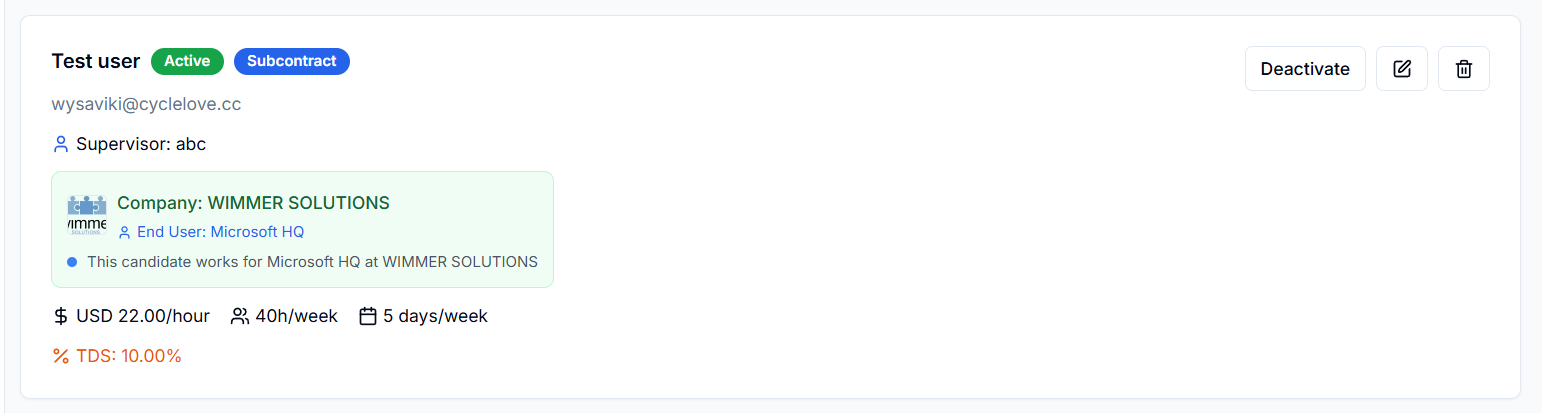 Test user Active Subcontract Deactivate
wysaviki@cyclelove.cc
Supervisor: abc
Company: WIMMER SOLUTIONS
vimme
SOLUTIONS
End User: Microsoft HQ
This candidate works for Microsoft HQ at WIMMER SOLUTIONS
USD 22.00/hour 40h/week 5 days/week
TDS: 10.00%